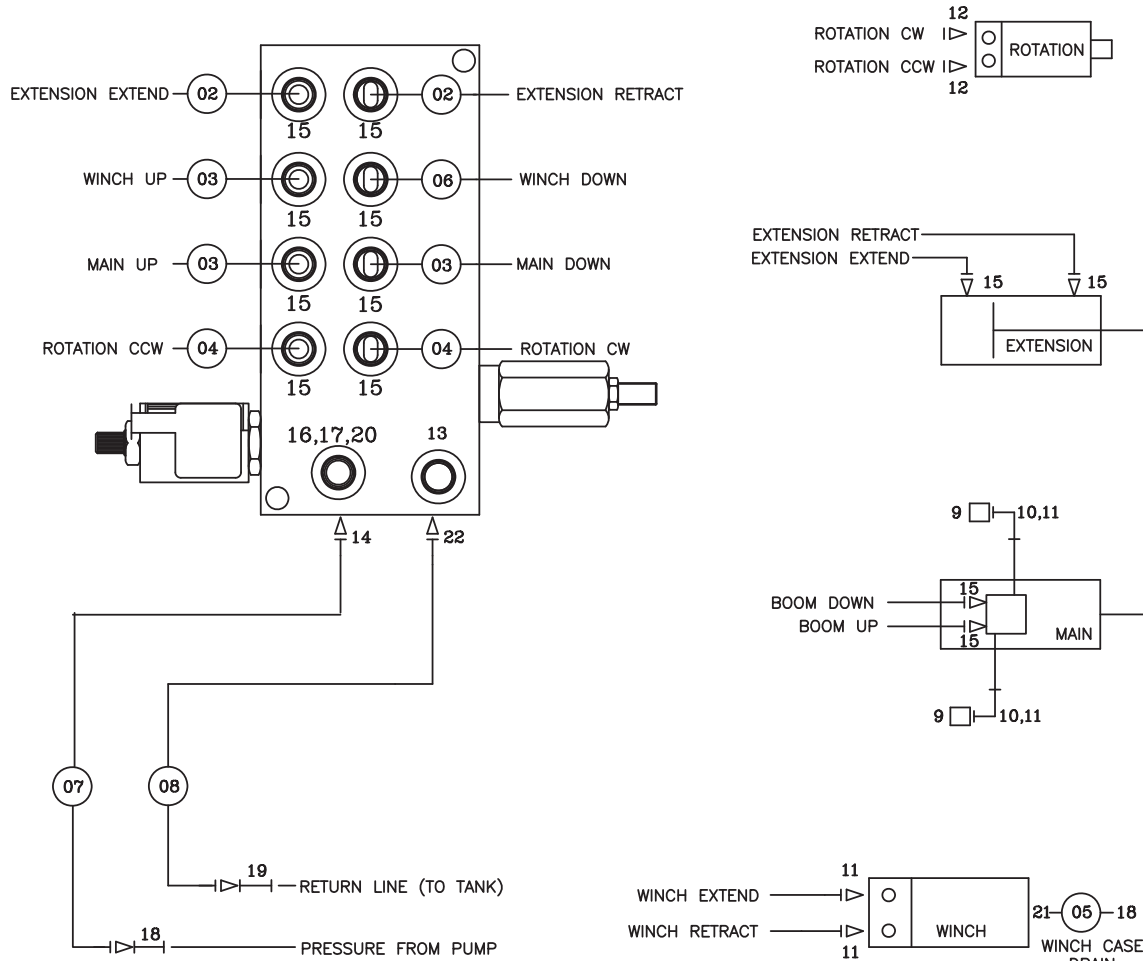 EXTENSION EXTEND 02 02 EXTENSION RETRACT
15 15
WINCH UP 03 06 WINCH DOWN
15 15
MAIN UP 03 03 MAIN DOWN
15 15
ROTATION CCW 04 04 ROTATION CW
15 15
16,17,20 13
14 22
07 08
19
RETURN LINE (TO TANK)
18
PRESSURE FROM PUMP
12
ROTATION CW
ROTATION
ROTATION CCW
12
EXTENSION RETRACT
EXTENSION EXTEND
15 15
EXTENSION
9 10,11
15
BOOM DOWN
BOOM UP
MAIN
15
9 10,11
11
WINCH EXTEND
21 05 18
WINCH RETRACT
WINCH
11
WINCH CASE
DRAIN